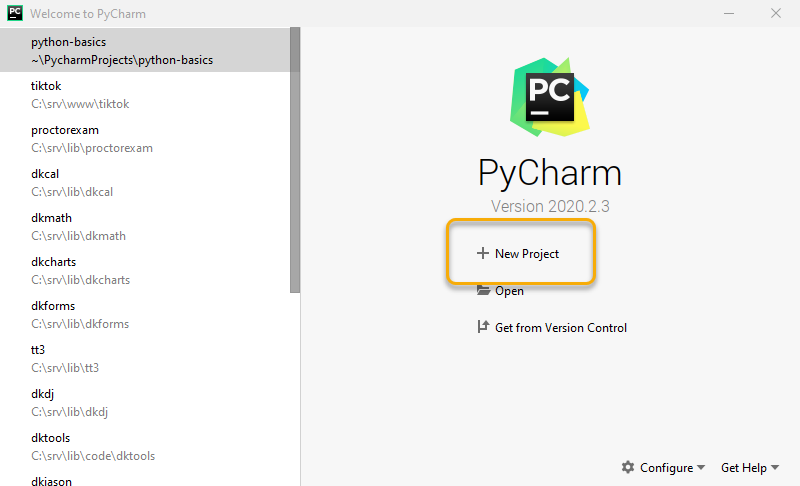 PC Welcome to PyCharm
python-basics
~\PycharmProjects\python-basics
tiktok
C:\srv\www\tiktok
proctorexam
C:\srv\lib\proctorexam
dkcal
C:\srv\lib\dkcal
dkmath
C:\srv\lib\dkmath
dkcharts
C:\srv\lib\dkcharts
dkforms
C:\srv\lib\dkforms
tt3
C:\srv\lib\tt3
dkdj
C:\srv\lib\dkdj
dktools
C:\srv\lib\code\dktools
dkjason
PC
PyCharm
Version 2020.2.3
New Project
Open
Get from Version Control
Configure
Get Help